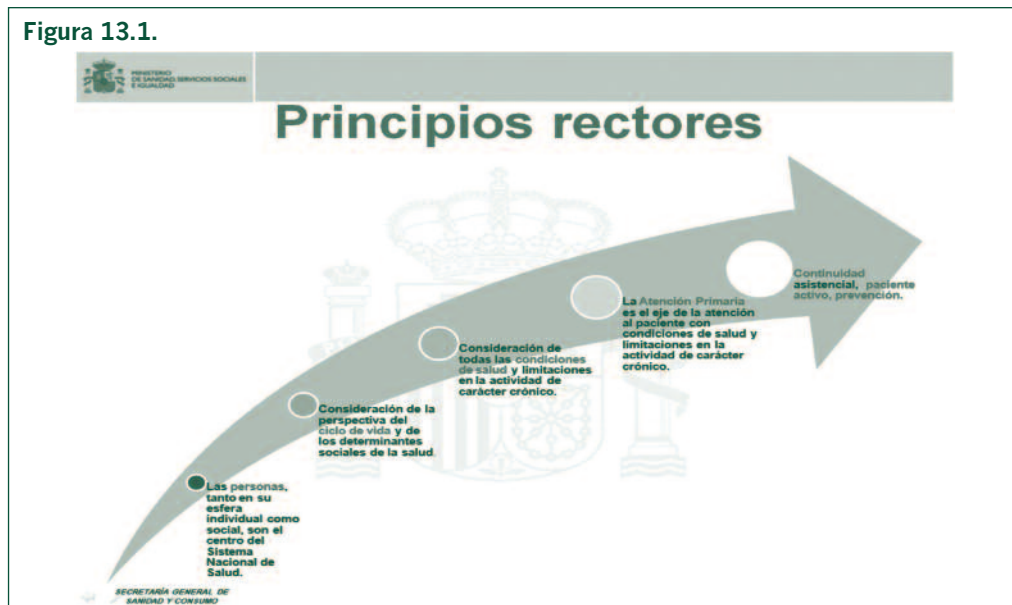 Figura 13.1.
MINISTERIO
DE SANIDAD, SERVICIOS SOCIALES
E IGUALDAD
Principios rectores
Continuidad
asistencial, paciente
activo, prevención.
La Atención Primaria
es el eje de la atención
al paciente con
condiciones de salud y
limitaciones en la
actividad de carácter
crónico.
Consideración de
todas las condiciones
de salud y limitaciones
en la actividad de
carácter crónico.
Consideración de la
perspectiva del
ciclo de vida y de
los determinantes
sociales de la salud.
Las personas,
tanto en su
esfera
individual como
social, son el
centro del
Sistema
Nacional de
Salud.
SECRETARÍA GENERAL DE
SANIDAD Y CONSUMO